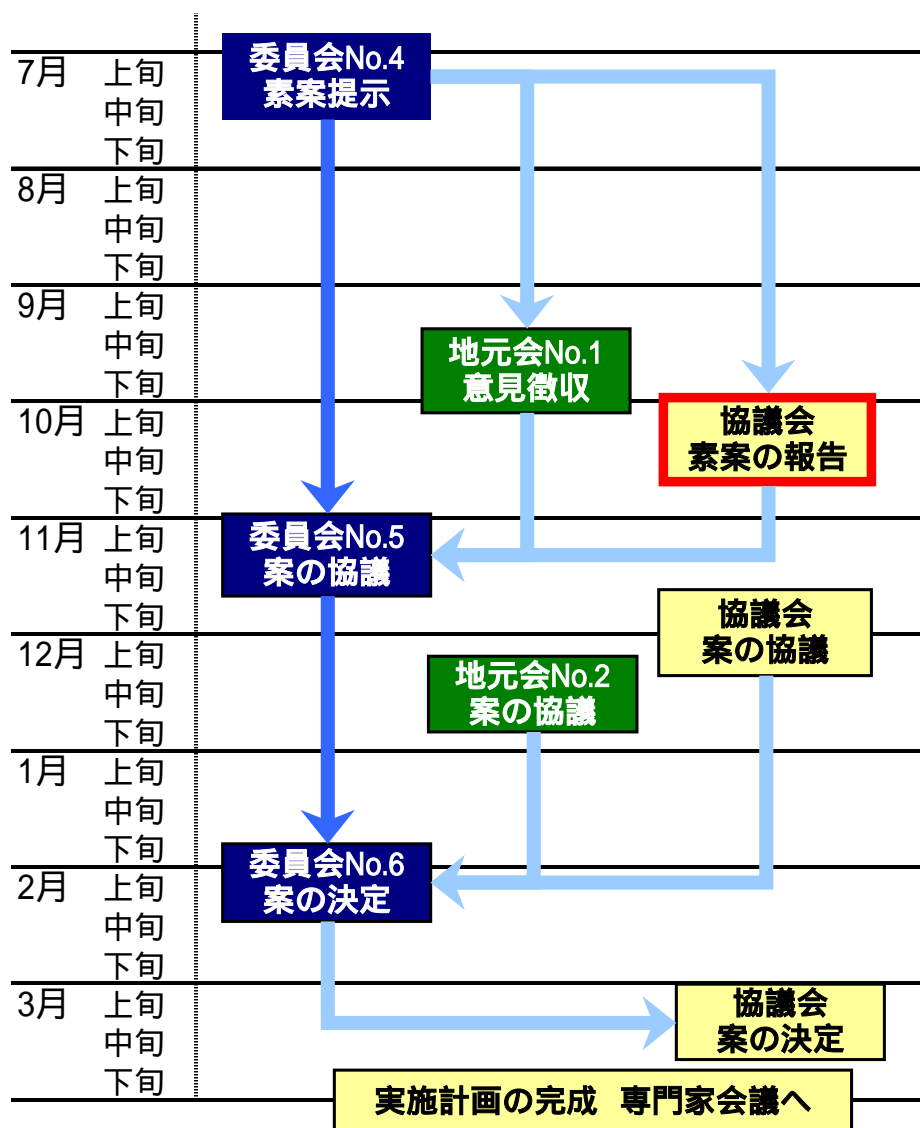 委員会No.4
素案提示
7月 上旬
中旬
下旬
8月 上旬
中旬
下旬
9月 上旬
中旬
下旬
地元会No.1
意見徴収
10月 上旬
中旬
下旬
協議会
素案の報告
11月 上旬
中旬
下旬
委員会No.5
案の協議
協議会
案の協議
12月 上旬
中旬
下旬
地元会No.2
案の協議
1月 上旬
中旬
下旬
委員会No.6
案の決定
2月 上旬
中旬
下旬
3月 上旬
中旬
下旬
協議会
案の決定
実施計画の完成 専門家会議へ